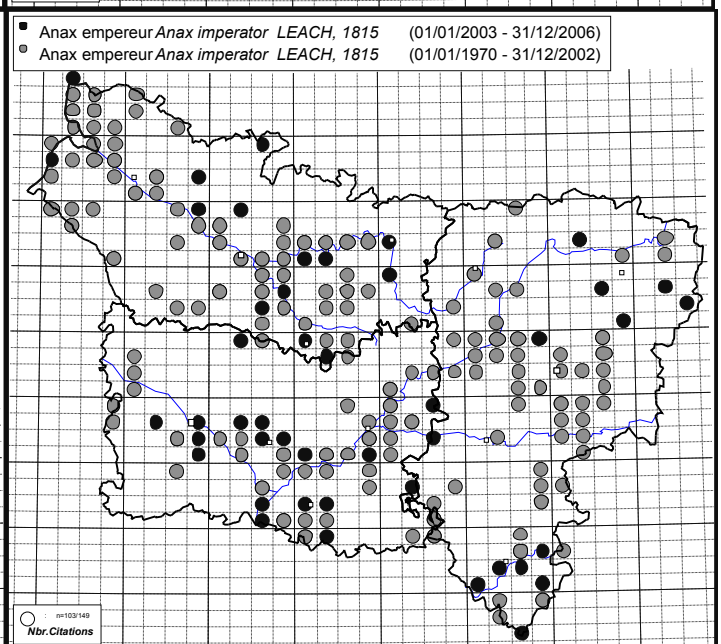 Anax empereur Anax imperator LEACH, 1815 (01/01/2003 - 31/12/2006)
Anax empereur Anax imperator LEACH, 1815 (01/01/1970 - 31/12/2002)
: n=103/149
Nbr.Citations